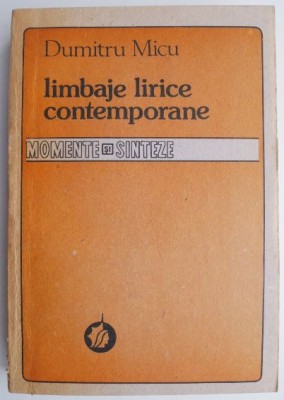 Dumitru Micu
limbaje lirice
contemporane
MOMENTE ȘI SINTEZE